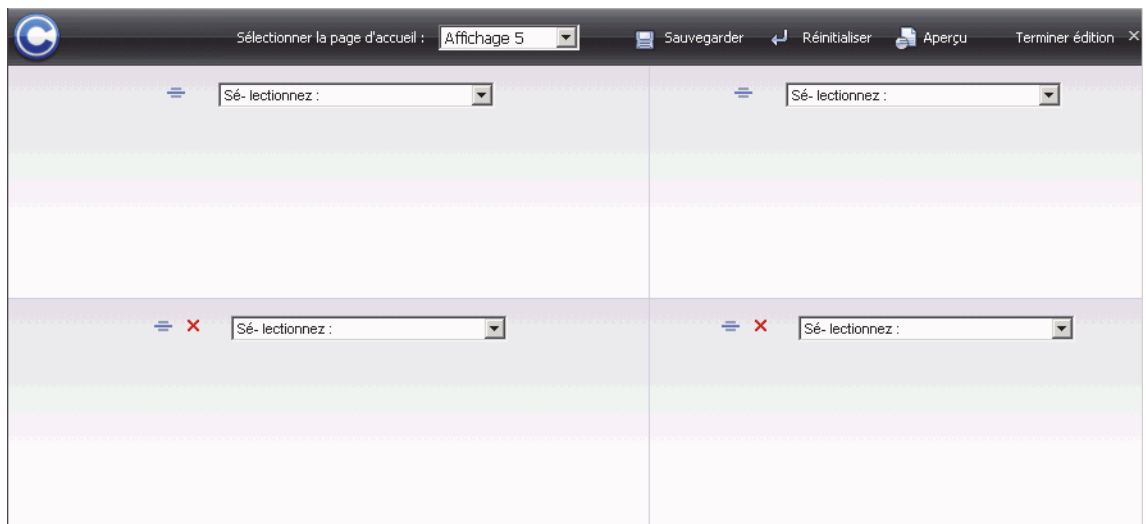 Sélectionner la page d'accueil : Affichage 5 Sauvegarder Réinitialiser Aperçu Terminer édition
Sé- lectionnez : Sé- lectionnez :
Sé- lectionnez : Sé- lectionnez :